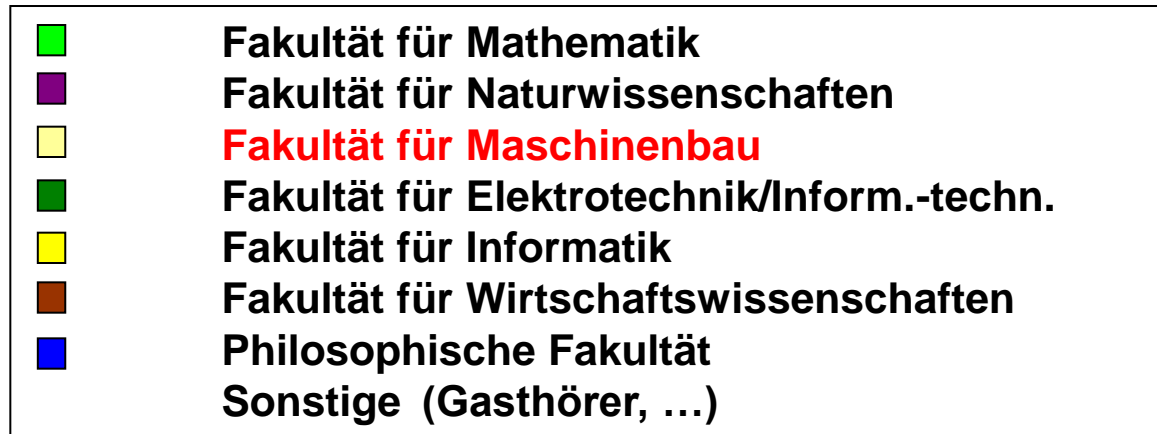 Fakultät für Mathematik
Fakultät für Naturwissenschaften
Fakultät für Maschinenbau
Fakultät für Elektrotechnik/Inform.-techn.
Fakultät für Informatik
Fakultät für Wirtschaftswissenschaften
Philosophische Fakultät
Sonstige (Gasthörer, …)